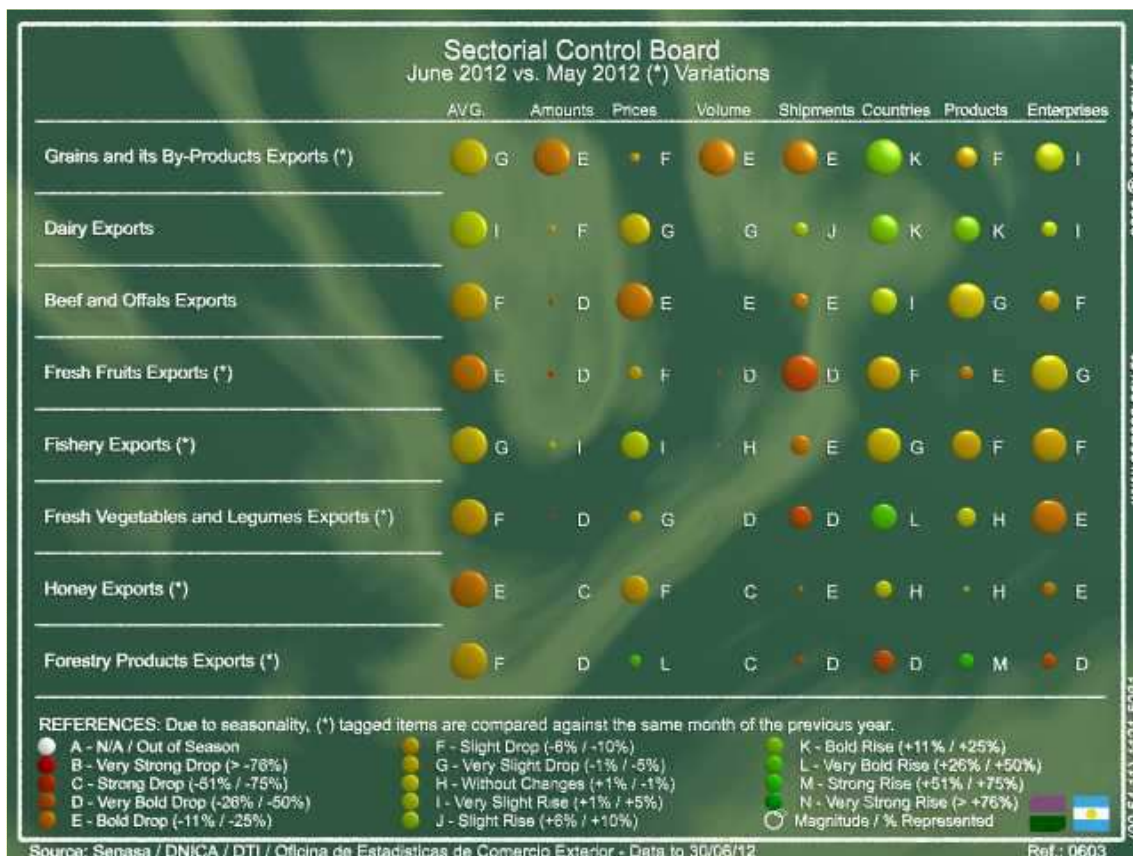 Sectorial Control Board
June 2012 vs. May 2012 (*) Variations
AVG. Amounts Prices Volume Shipments Countries Products Enterprises
Grains and its By-Products Exports (*) G E F E E K F I
Dairy Exports I F G G J K K I
Beef and Offals Exports F D E E E I G F
Fresh Fruits Exports (*) E D F D D F E G
Fishery Exports (*) G I I H E G F F
Fresh Vegetables and Legumes Exports (*) F D G D D L H E
Honey Exports (*) E C F C E H H E
Forestry Products Exports (*) F D L C D D M D
REFERENCES: Due to seasonality, (*) tagged items are compared against the same month of the previous year.
A - N/A / Out of Season
B - Very Strong Drop (> -76%)
C - Strong Drop (-51% / -75%)
D - Very Bold Drop (-26% / -50%)
E - Bold Drop (-11% / -25%)
F - Slight Drop (-6% / -10%)
G - Very Slight Drop (-1% / -5%)
H - Without Changes (+1% / -1%)
I - Very Slight Rise (+1% / +5%)
J - Slight Rise (+6% / +10%)
K - Bold Rise (+11% / +25%)
L - Very Bold Rise (+26% / +50%)
M - Strong Rise (+51% / +75%)
N - Very Strong Rise (> +76%)
Magnitude / % Represented
Source: Senasa / DNICA / DTI / Oficina de Estadísticas de Comercio Exterior - Data to 30/06/12
Ref.: 0603